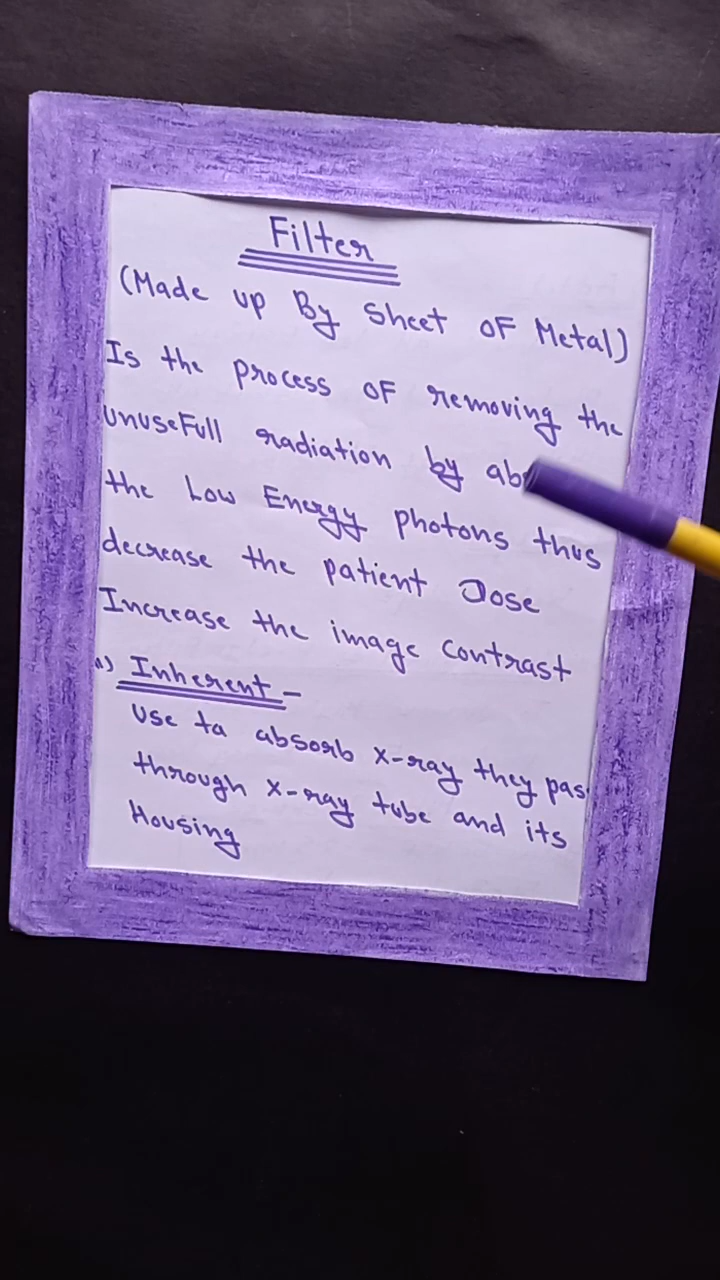 Filter
(Made up By Sheet oF Metal)
Is the process oF removing the
unuseFull radiation by
the Low Energy photons thus
decrease the patient Dose
Increase the image contrast
1) Inherent -
Use ta absorb x-ray they pas
through x-ray tube and its
Housing